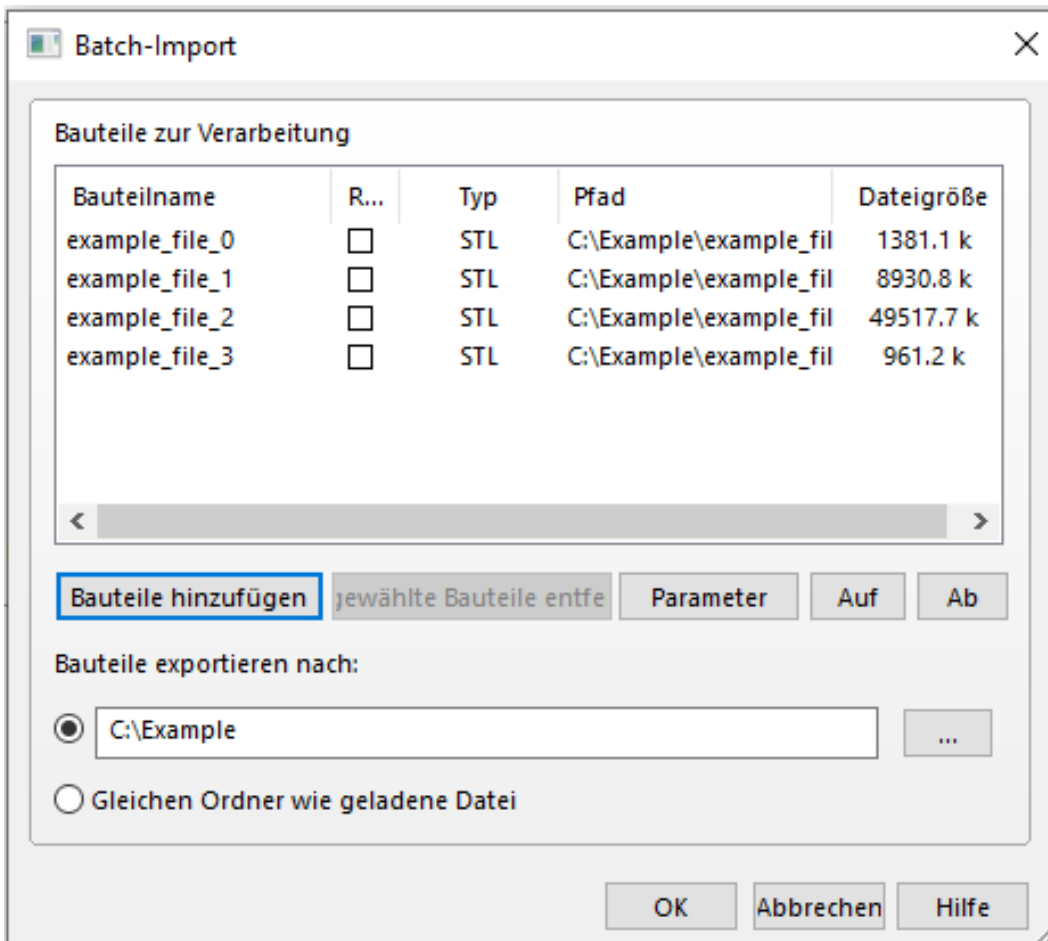 Batch-Import
Bauteile zur Verarbeitung
Bauteilname R... Typ Pfad Dateigröße
example_file_0 STL C:\Example\example_fil 1381.1 k
example_file_1 STL C:\Example\example_fil 8930.8 k
example_file_2 STL C:\Example\example_fil 49517.7 k
example_file_3 STL C:\Example\example_fil 961.2 k
Bauteile hinzufügen gewählte Bauteile entfe Parameter Auf Ab
Bauteile exportieren nach:
C:\Example ...
Gleichen Ordner wie geladene Datei
OK Abbrechen Hilfe